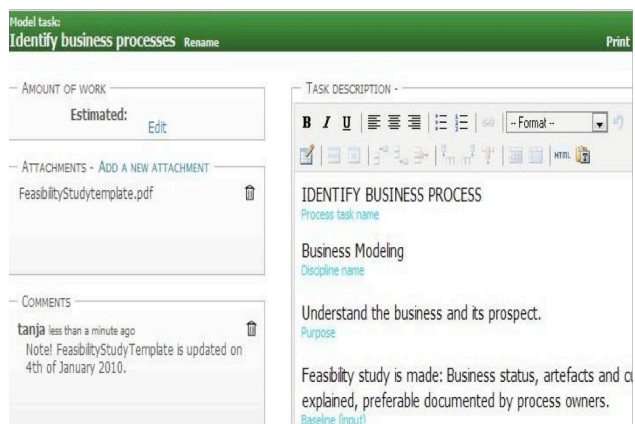 Model task:
Identify business processes Rename
Print
AMOUNT OF WORK
Estimated:
Edit
ATTACHMENTS - ADD A NEW ATTACHMENT
FeasibilityStudytemplate.pdf
COMMENTS
tanja less than a minute ago
Note! FeasibilityStudyTemplate is updated on
4th of January 2010.
TASK DESCRIPTION -
B I U -- Format --
HTML
IDENTIFY BUSINESS PROCESS
Process task name
Business Modeling
Discipline name
Understand the business and its prospect.
Purpose
Feasibility study is made: Business status, artefacts and
explained, preferable documented by process owners.
Baseline (input)